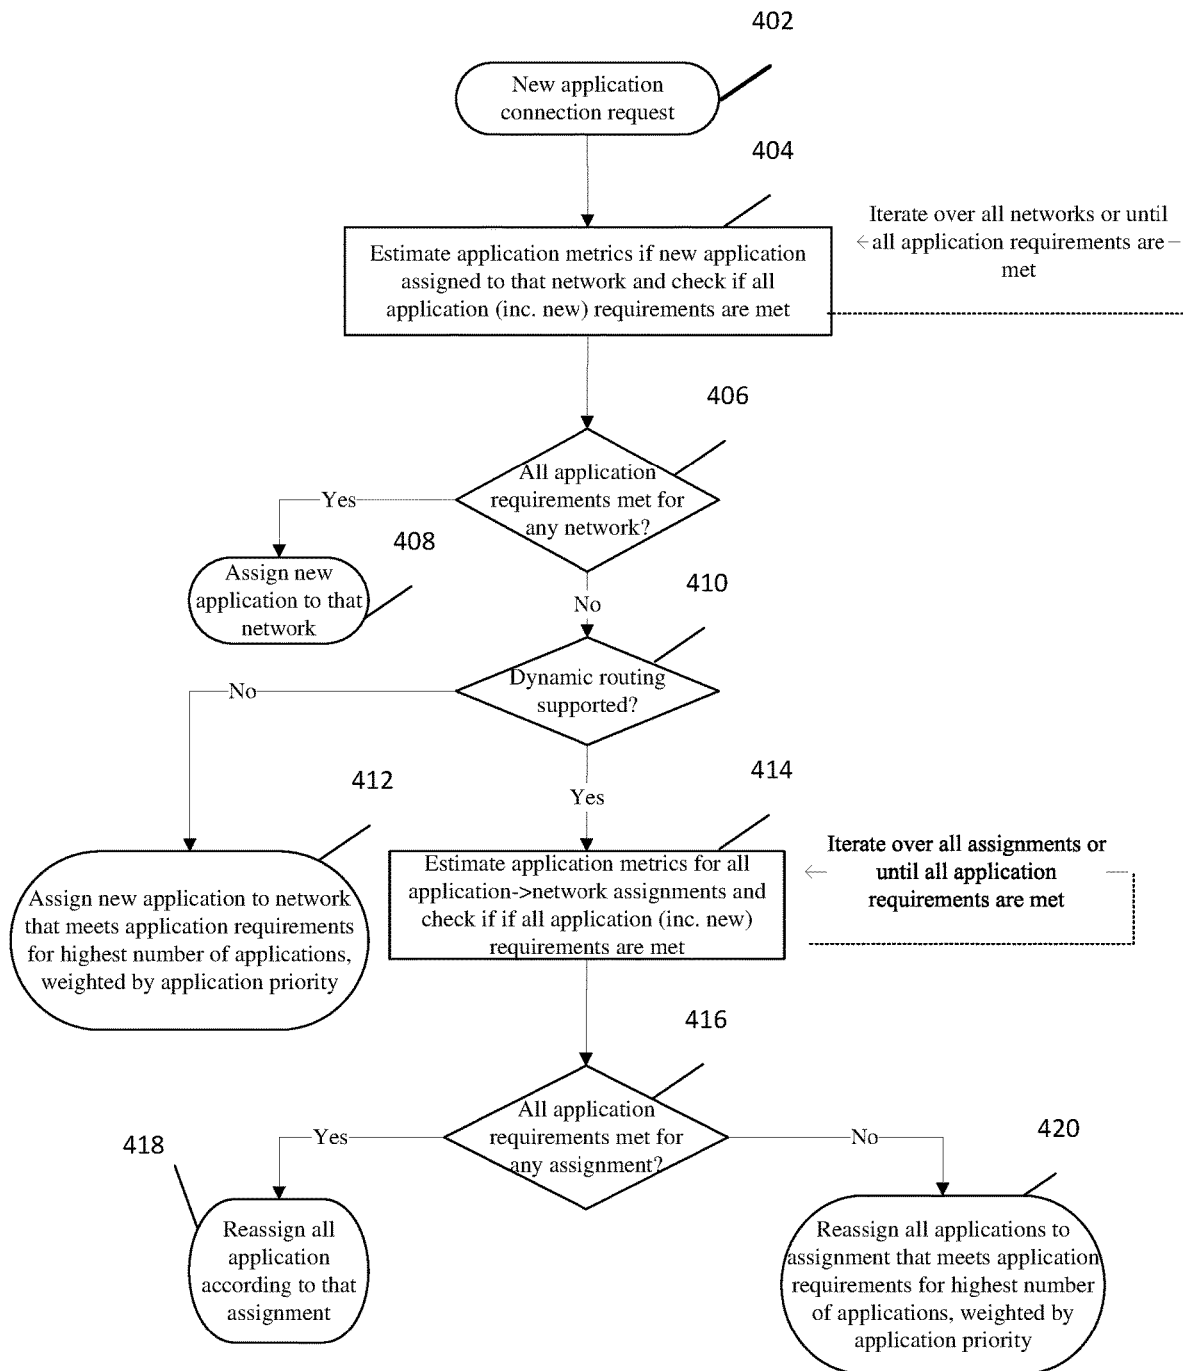 402
New application
connection request
404
Iterate over all networks or until
all application requirements are
met
Estimate application metrics if new application
assigned to that network and check if all
application (inc. new) requirements are met
406
All application
requirements met for
any network?
Yes
408
Assign new
application to that
network
No
410
Dynamic routing
supported?
No
412
Assign new application to network
that meets application requirements
for highest number of applications,
weighted by application priority
Yes
414
Estimate application metrics for all
application->network assignments and
check if if all application (inc. new)
requirements are met
Iterate over all assignments or
until all application
requirements are met
416
All application
requirements met for
any assignment?
Yes
418
Reassign all
application
according to that
assignment
No
420
Reassign all applications to
assignment that meets application
requirements for highest number
of applications, weighted by
application priority